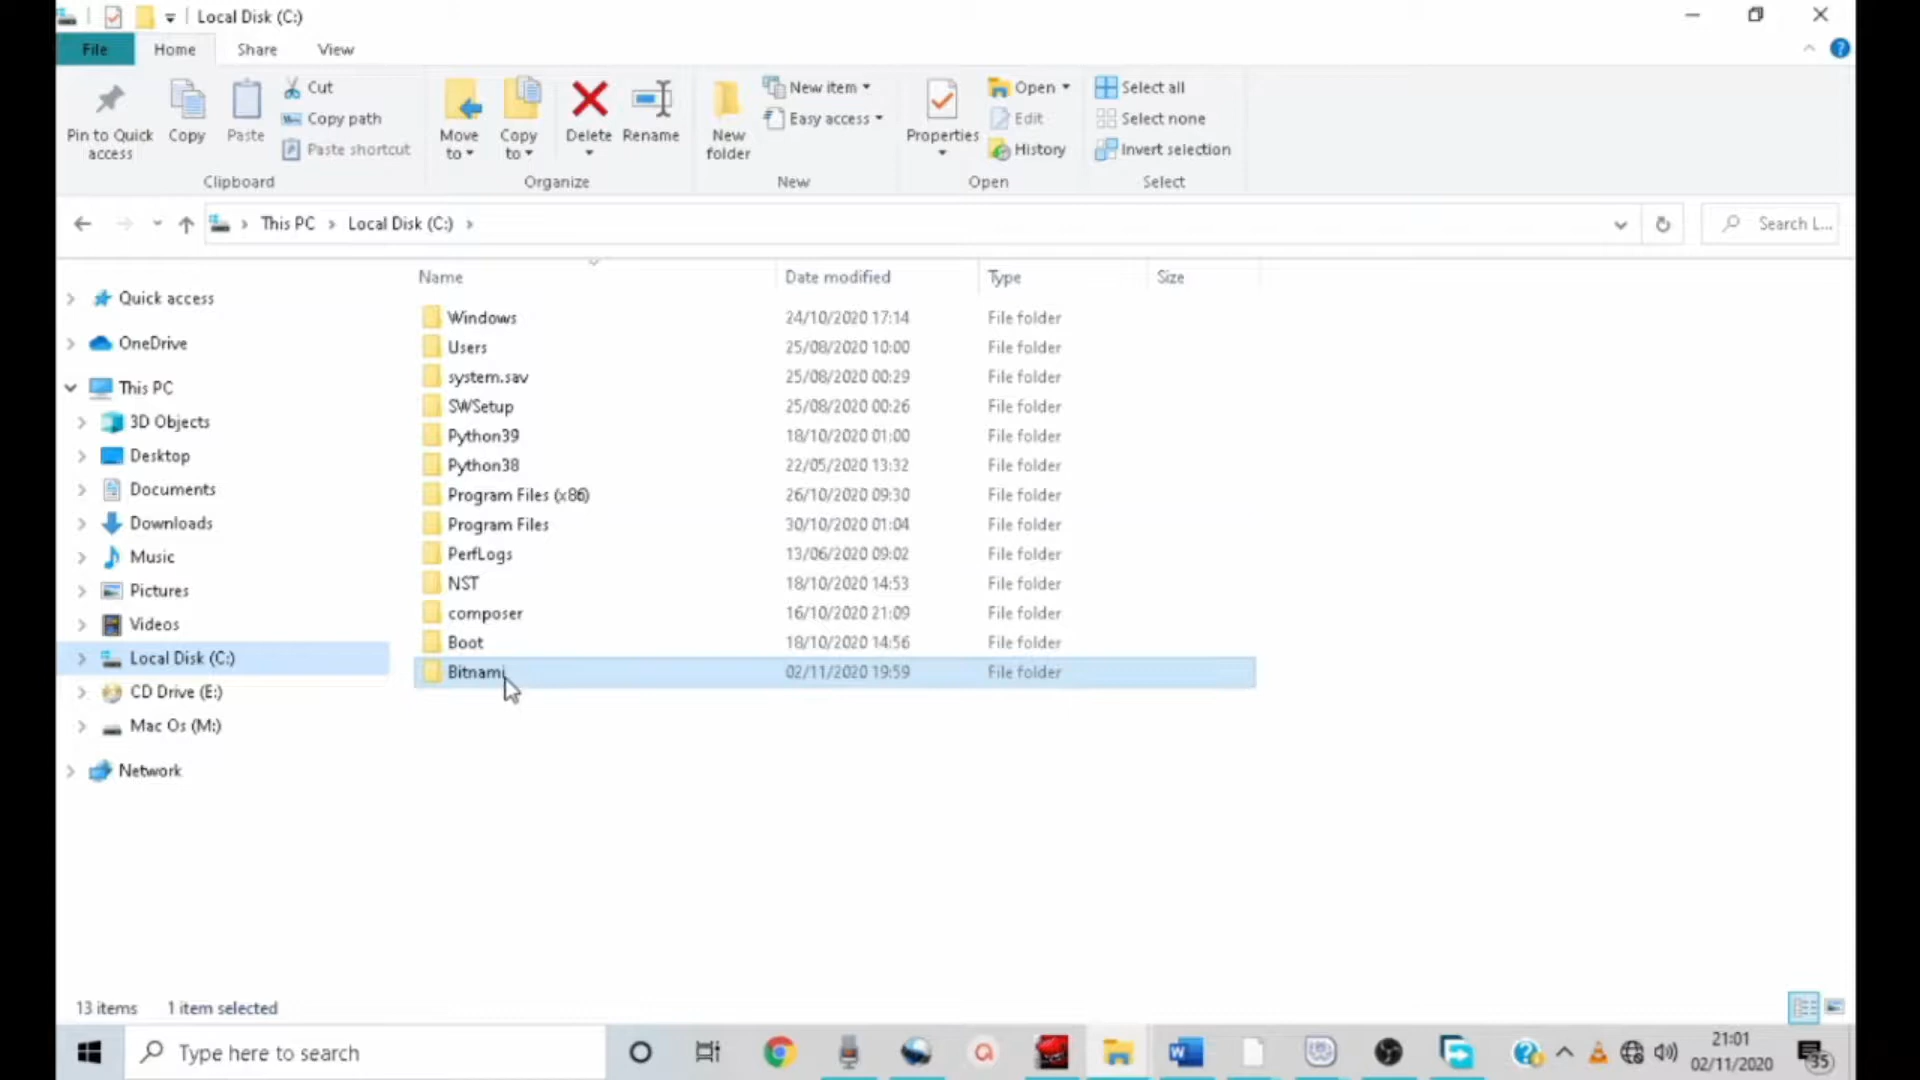 Local Disk (C:)
File Home Share View
Pin to Quick access
Copy
Paste
Cut
Copy path
Paste shortcut
Clipboard
Move to
Copy to
Delete
Rename
Organize
New folder
New item
Easy access
New
Properties
Open
Edit
History
Open
Select all
Select none
Invert selection
Select
This PC Local Disk (C:)
Search L...
Quick access
OneDrive
This PC
3D Objects
Desktop
Documents
Downloads
Music
Pictures
Videos
Local Disk (C:)
CD Drive (E:)
Mac Os (M:)
Network
Name Date modified Type Size
Windows 24/10/2020 17:14 File folder
Users 25/08/2020 10:00 File folder
system.sav 25/08/2020 00:29 File folder
SWSetup 25/08/2020 00:26 File folder
Python39 18/10/2020 01:00 File folder
Python38 22/05/2020 13:32 File folder
Program Files (x86) 26/10/2020 09:30 File folder
Program Files 30/10/2020 01:04 File folder
PerfLogs 13/06/2020 09:02 File folder
NST 18/10/2020 14:53 File folder
composer 16/10/2020 21:09 File folder
Boot 18/10/2020 14:56 File folder
Bitnami 02/11/2020 19:59 File folder
13 items 1 item selected
Type here to search
21:01
02/11/2020
35